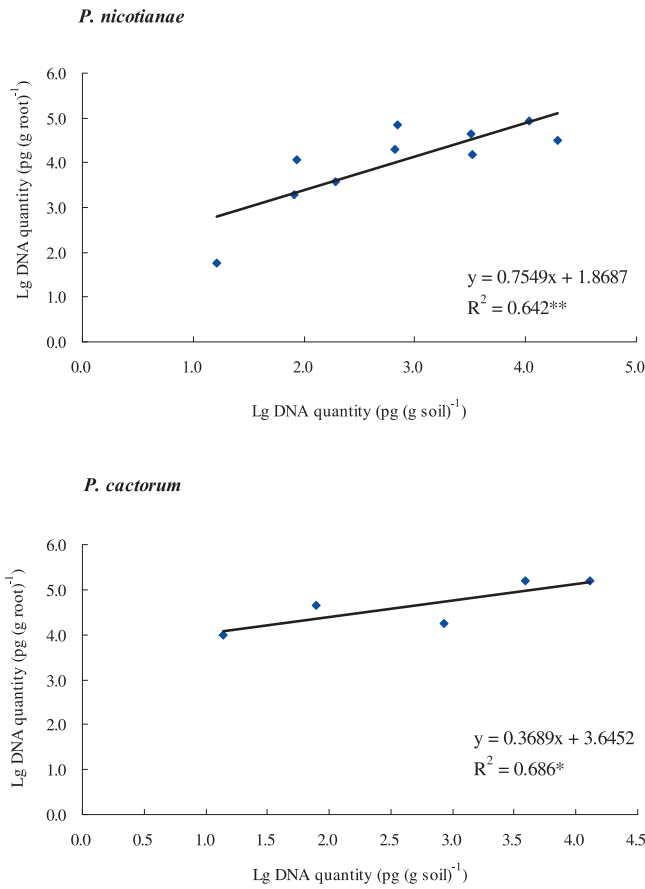 P. nicotianae
6.0
5.0
4.0
3.0
2.0
1.0
0.0
Lg DNA quantity (pg (g root)-1)
y = 0.7549x + 1.8687
R2 = 0.642**
0.0 1.0 2.0 3.0 4.0 5.0
Lg DNA quantity (pg (g soil)-1)
P. cactorum
6.0
5.0
4.0
3.0
2.0
1.0
0.0
Lg DNA quantity (pg (g root)-1)
y = 0.3689x + 3.6452
R2 = 0.686*
0.0 0.5 1.0 1.5 2.0 2.5 3.0 3.5 4.0 4.5
Lg DNA quantity (pg (g soil)-1)